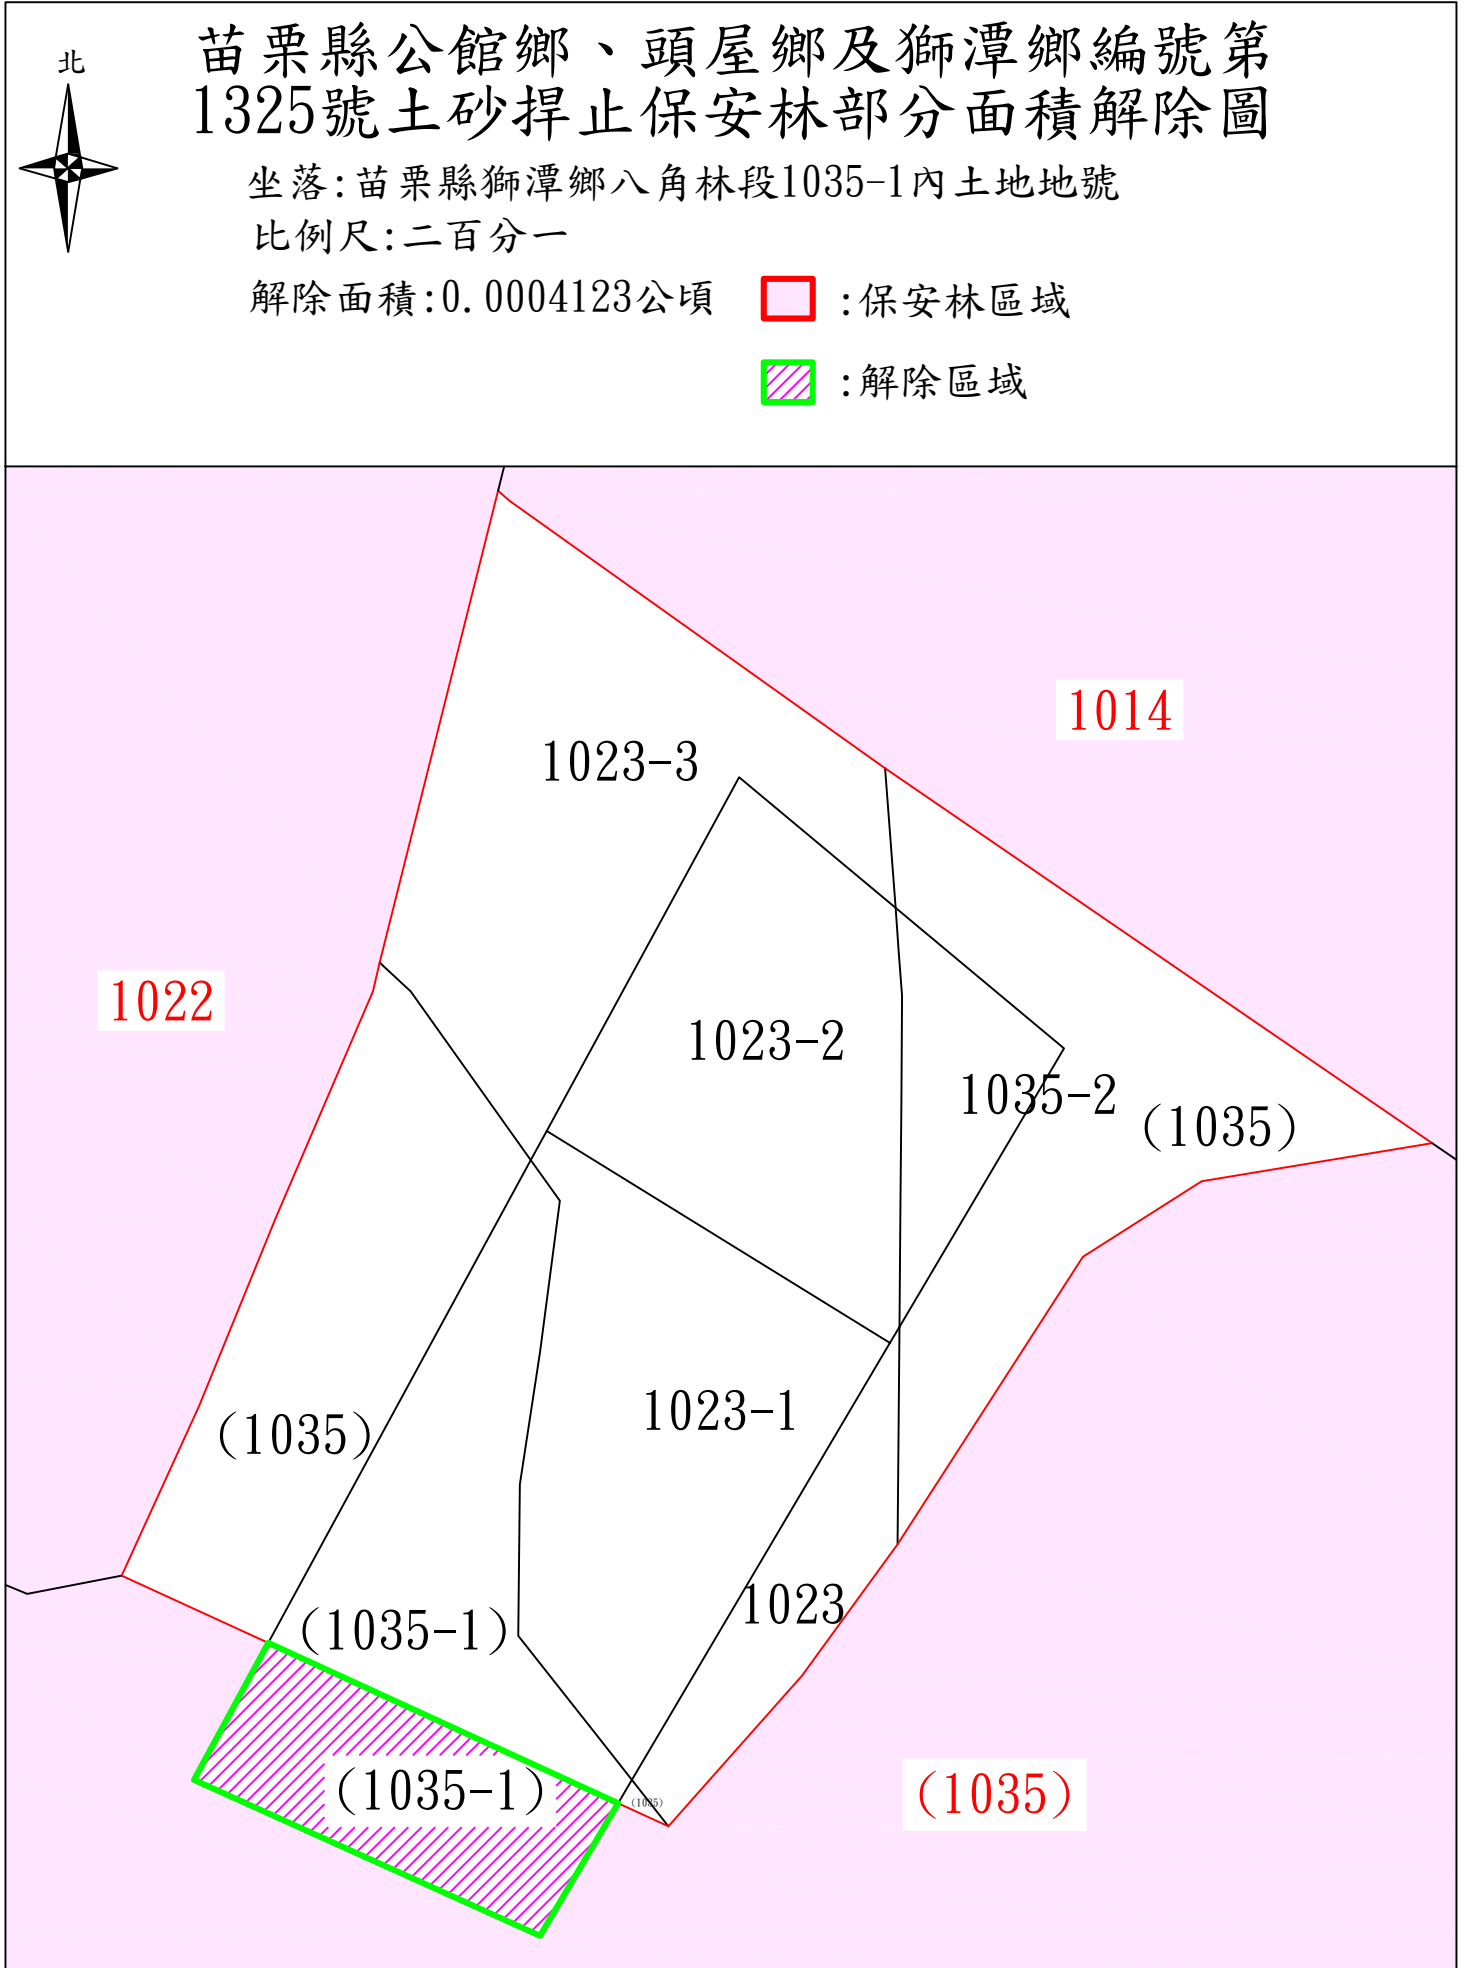 北
苗栗縣公館鄉、頭屋鄉及獅潭鄉編號第
1325號土砂捍止保安林部分面積解除圖
坐落:苗栗縣獅潭鄉八角林段1035-1內土地地號
比例尺:二百分一
解除面積:0.0004123公頃
:保安林區域
:解除區域
1014
1023-3
1022
1023-2
1035-2
(1035)
1023-1
(1035)
1023
(1035-1)
(1035-1)
(1035)
(1035)